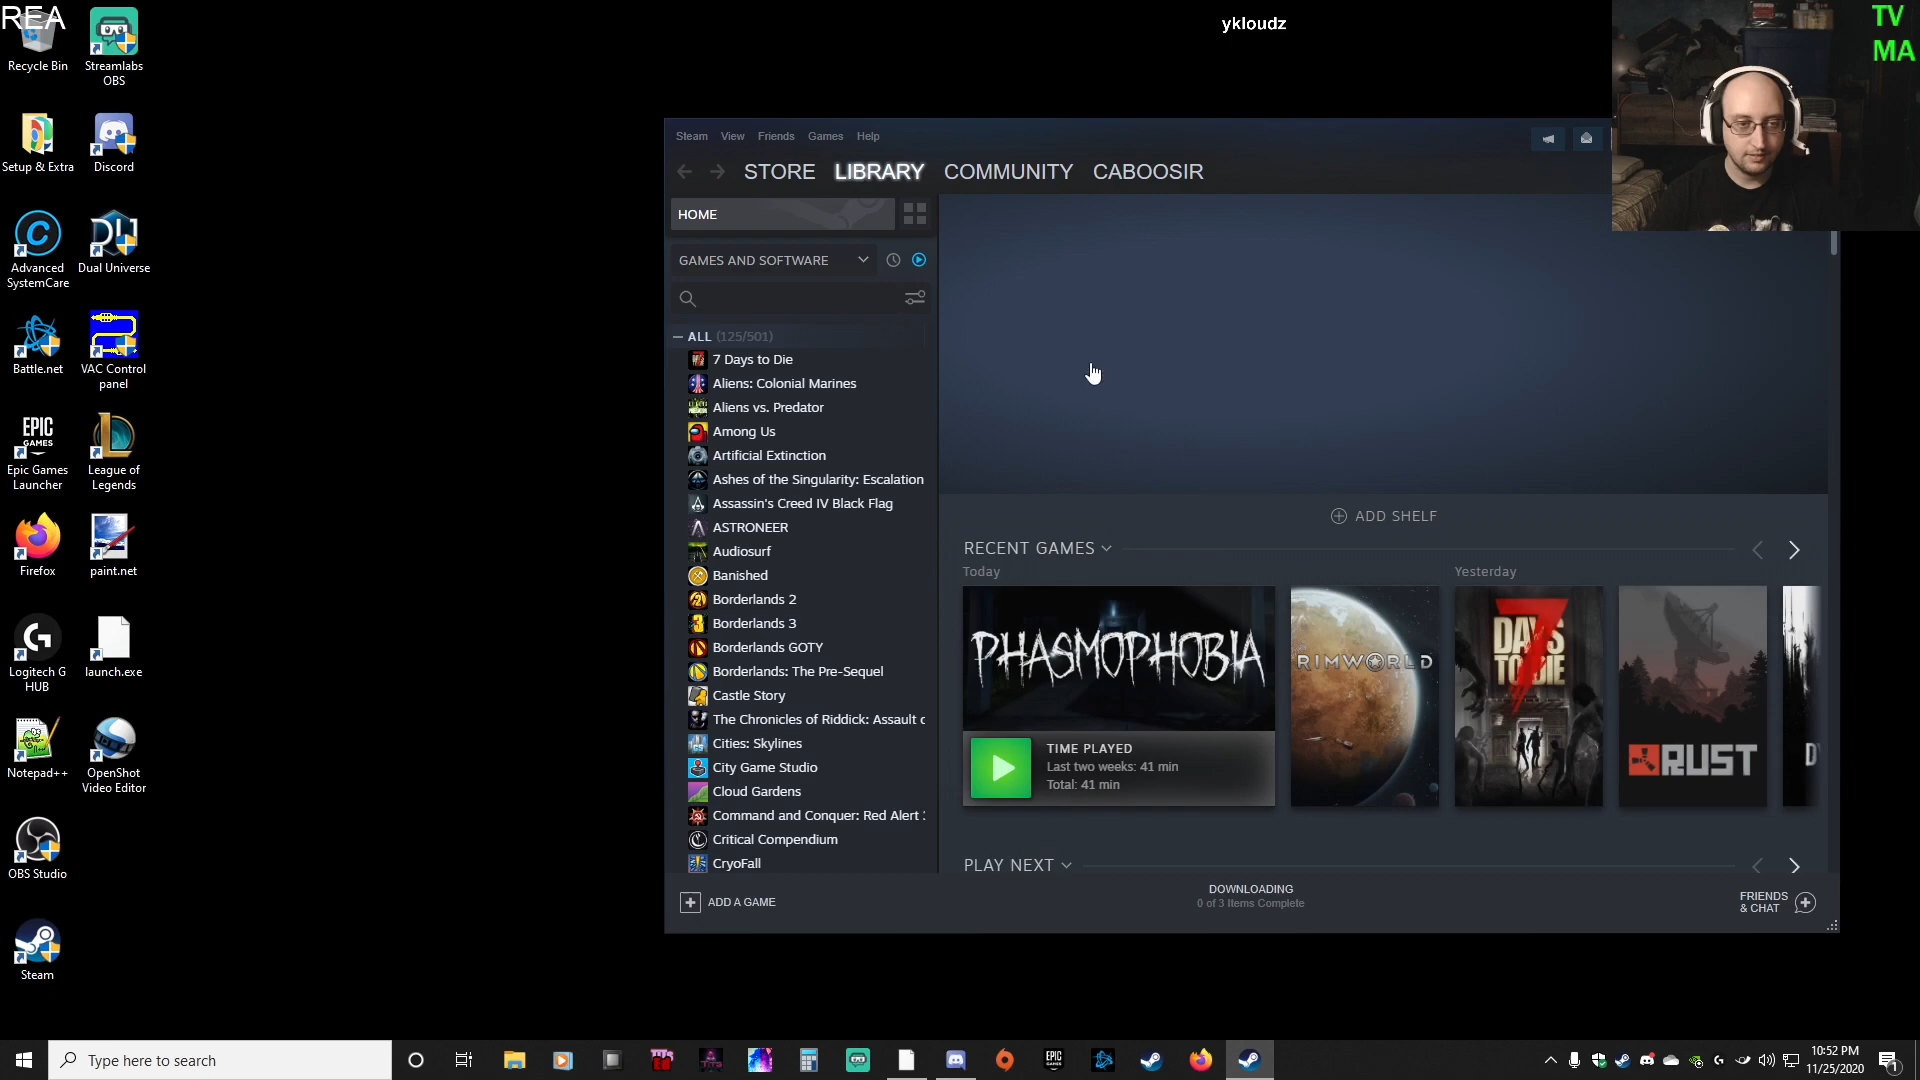 REA
ykloudz
TV
MA
Recycle Bin
Streamlabs
OBS
Setup & Extra
Discord
Advanced
SystemCare
Dual Universe
Battle.net
VAC Control
panel
EPIC
GAMES
Epic Games
Launcher
League of
Legends
Firefox
paint.net
Logitech G
HUB
launch.exe
Notepad++
OpenShot
Video Editor
OBS Studio
Steam
Steam View Friends Games Help
STORE LIBRARY COMMUNITY CABOOSIR
HOME
GAMES AND SOFTWARE
ALL (125/501)
7 Days to Die
Aliens: Colonial Marines
Aliens vs. Predator
Among Us
Artificial Extinction
Ashes of the Singularity: Escalation
Assassin's Creed IV Black Flag
ASTRONEER
Audiosurf
Banished
Borderlands 2
Borderlands 3
Borderlands GOTY
Borderlands: The Pre-Sequel
Castle Story
The Chronicles of Riddick: Assault o
Cities: Skylines
City Game Studio
Cloud Gardens
Command and Conquer: Red Alert
Critical Compendium
CryoFall
ADD SHELF
RECENT GAMES
Today
Yesterday
PHASMOPHOBIA
RIMWORLD
7
DAYS
TO DIE
RUST
D
TIME PLAYED
Last two weeks: 41 min
Total: 41 min
PLAY NEXT
ADD A GAME
DOWNLOADING
0 of 3 Items Complete
FRIENDS
& CHAT
Type here to search
EPIC
10:52 PM
11/25/2020
1